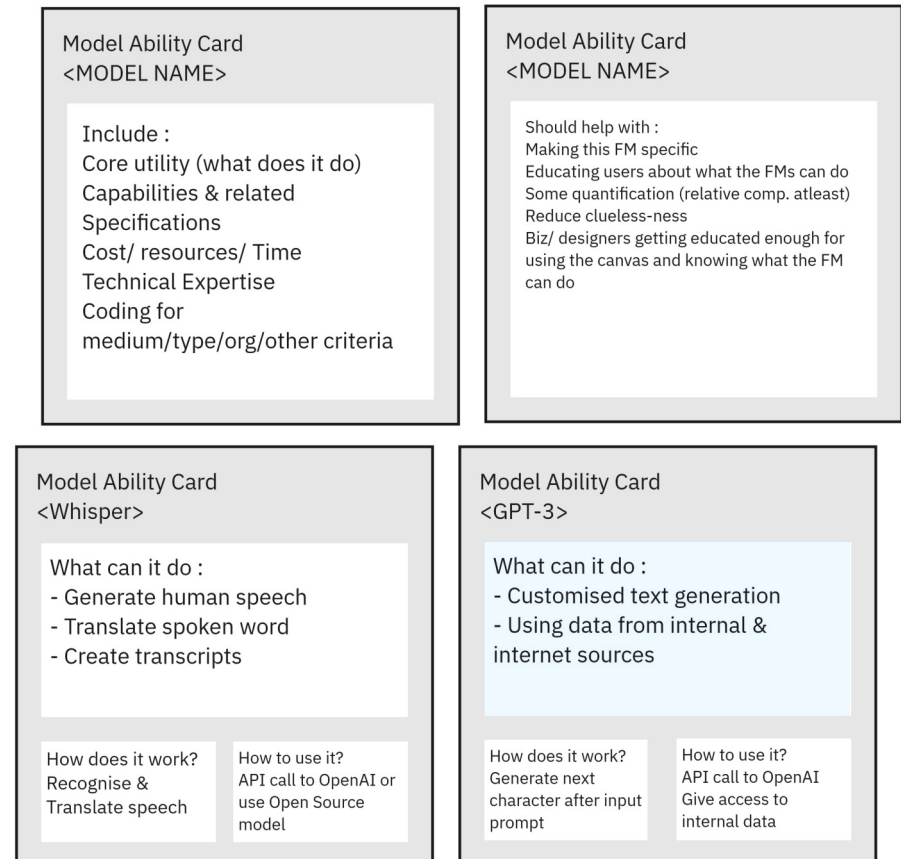 Model Ability Card
<MODEL NAME>
Include :
Core utility (what does it do)
Capabilities & related
Specifications
Cost/ resources/ Time
Technical Expertise
Coding for
medium/type/org/other criteria
Model Ability Card
<MODEL NAME>
Should help with :
Making this FM specific
Educating users about what the FMs can do
Some quantification (relative comp. atleast)
Reduce clueless-ness
Biz/ designers getting educated enough for
using the canvas and knowing what the FM
can do
Model Ability Card
<Whisper>
What can it do :
- Generate human speech
- Translate spoken word
- Create transcripts
How does it work?
Recognise &
Translate speech
How to use it?
API call to OpenAI or
use Open Source
model
Model Ability Card
<GPT-3>
What can it do :
- Customised text generation
- Using data from internal &
internet sources
How does it work?
Generate next
character after input
prompt
How to use it?
API call to OpenAI
Give access to
internal data